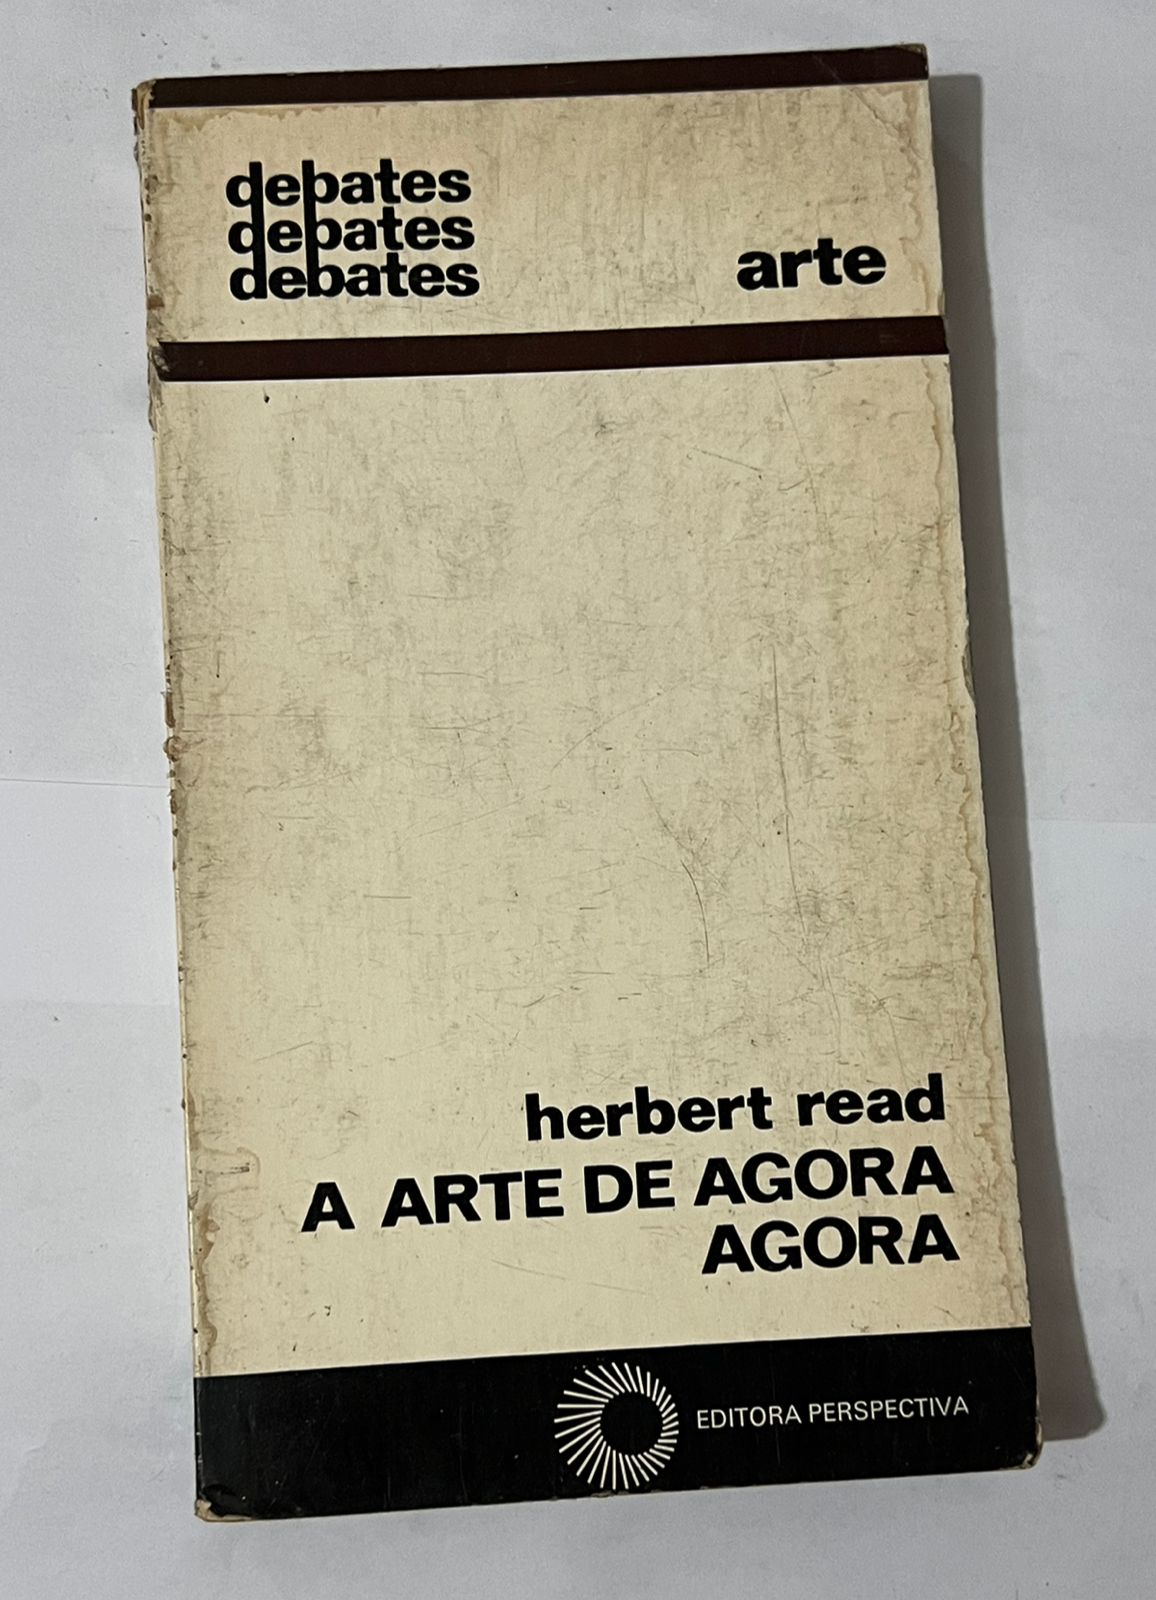 debates
debates
debates
arte
herbert read
A ARTE DE AGORA
AGORA
EDITORA PERSPECTIVA